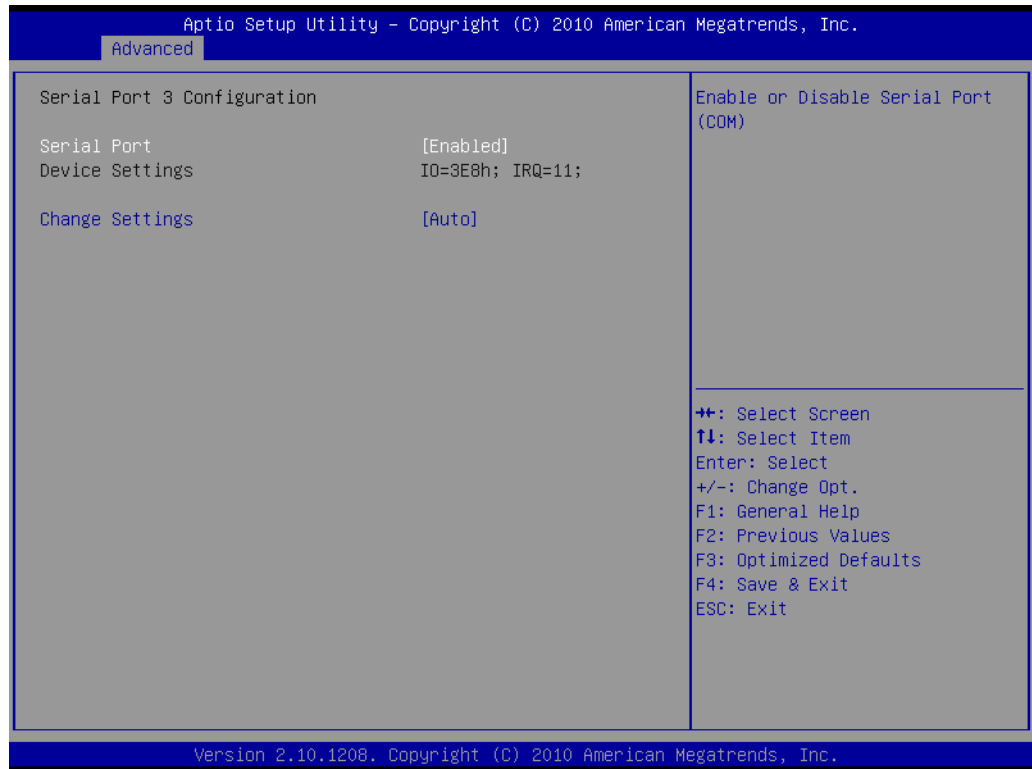 Aptio Setup Utility – Copyright (C) 2010 American Megatrends, Inc.
Advanced
Serial Port 3 Configuration
Serial Port [Enabled]
Device Settings IO=3E8h; IRQ=11;
Change Settings [Auto]
Enable or Disable Serial Port
(COM)
→←: Select Screen
↑↓: Select Item
Enter: Select
+/-: Change Opt.
F1: General Help
F2: Previous Values
F3: Optimized Defaults
F4: Save & Exit
ESC: Exit
Version 2.10.1208. Copyright (C) 2010 American Megatrends, Inc.